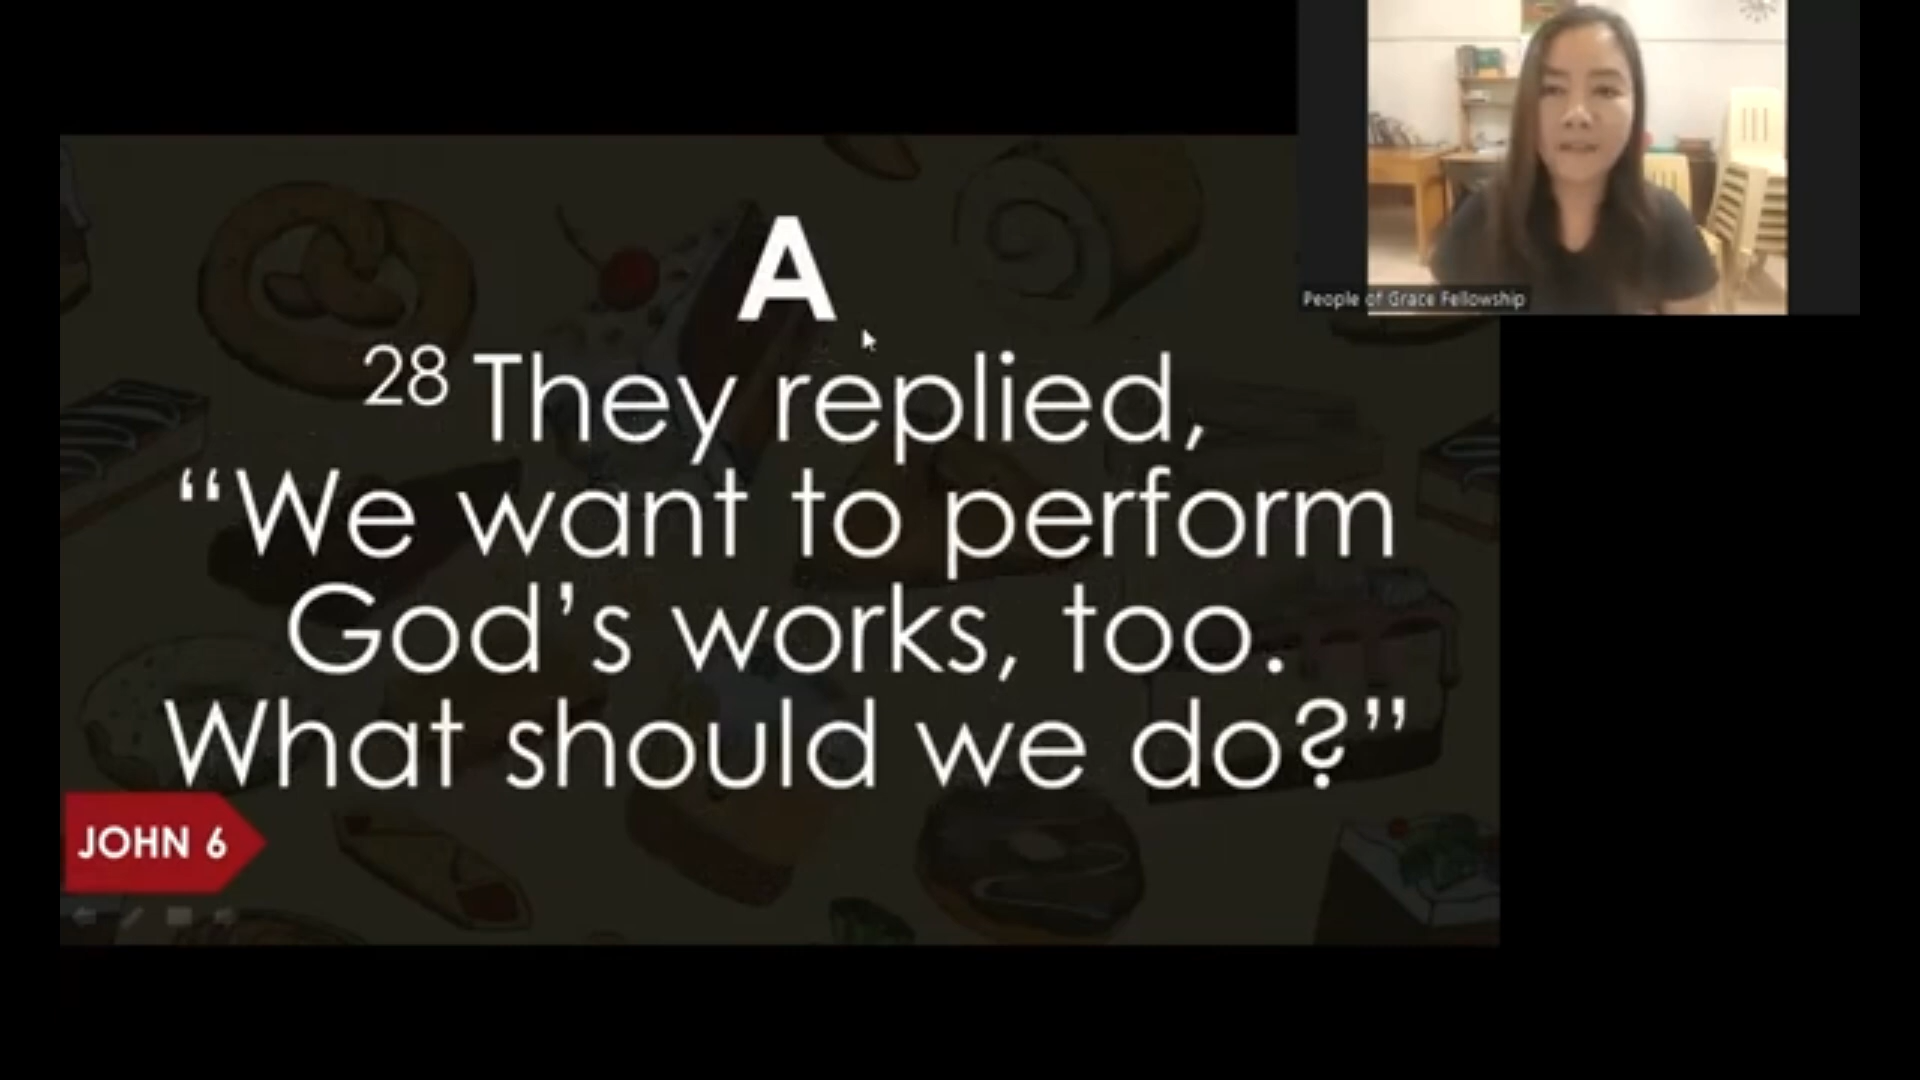 People of Grace Fellowship
A
28 They replied,
“We want to perform
God’s works, too.
What should we do?”
JOHN 6